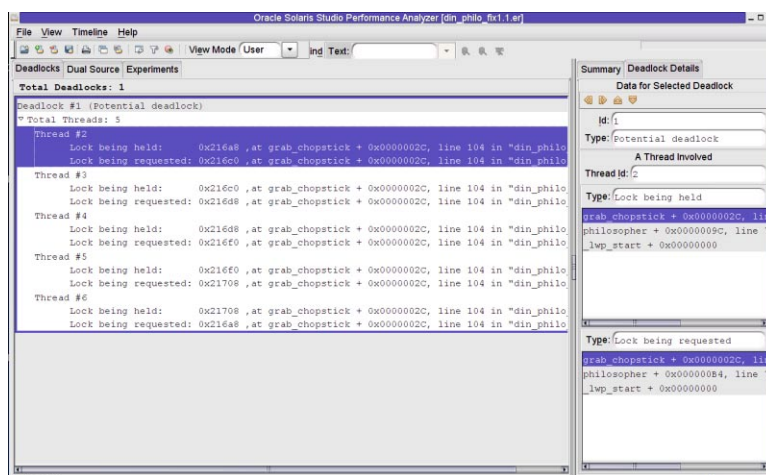 Oracle Solaris Studio Performance Analyzer [din_philo_fix1.1.er]
File View Timeline Help
View Mode User ind Text:
Deadlocks Dual Source Experiments
Total Deadlocks: 1
Deadlock #1 (Potential deadlock)
Total Threads: 5
Thread #2
Lock being held: 0x216a8 ,at grab_chopstick + 0x0000002C, line 104 in "din_philo
Lock being requested: 0x216c0 ,at grab_chopstick + 0x0000002C, line 104 in "din_philo
Thread #3
Lock being held: 0x216c0 ,at grab_chopstick + 0x0000002C, line 104 in "din_philo
Lock being requested: 0x216d8 ,at grab_chopstick + 0x0000002C, line 104 in "din_philo
Thread #4
Lock being held: 0x216d8 ,at grab_chopstick + 0x0000002C, line 104 in "din_philo
Lock being requested: 0x216f0 ,at grab_chopstick + 0x0000002C, line 104 in "din_philo
Thread #5
Lock being held: 0x216f0 ,at grab_chopstick + 0x0000002C, line 104 in "din_philo
Lock being requested: 0x21708 ,at grab_chopstick + 0x0000002C, line 104 in "din_philo
Thread #6
Lock being held: 0x21708 ,at grab_chopstick + 0x0000002C, line 104 in "din_philo
Lock being requested: 0x216a8 ,at grab_chopstick + 0x0000002C, line 104 in "din_philo
Summary Deadlock Details
Data for Selected Deadlock
Id: 1
Type: Potential deadlock
A Thread Involved
Thread Id: 2
Type: Lock being held
grab_chopstick + 0x0000002C, li
philosopher + 0x0000009C, line "
_lwp_start + 0x00000000
Type: Lock being requested
grab_chopstick + 0x0000002C, li
philosopher + 0x000000B4, line "
_lwp_start + 0x00000000